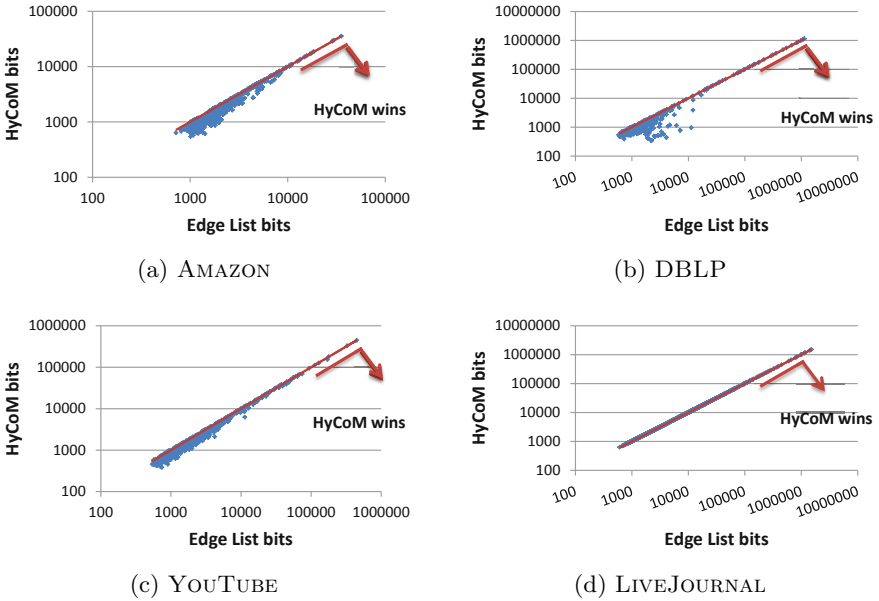 100000
10000
1000
100
HyCoM bits
HyCoM wins
100 1000 10000 100000
Edge List bits
(a) AMAZON
10000000
1000000
100000
10000
1000
100
HyCoM bits
HyCoM wins
100 1000 10000 100000 1000000 10000000
Edge List bits
(b) DBLP
1000000
100000
10000
1000
100
HyCoM bits
HyCoM wins
100 1000 10000 100000 1000000
Edge List bits
(c) YOUTUBE
10000000
1000000
100000
10000
1000
100
HyCoM bits
HyCoM wins
100 1000 10000 100000 1000000 10000000
Edge List bits
(d) LIVEJOURNAL